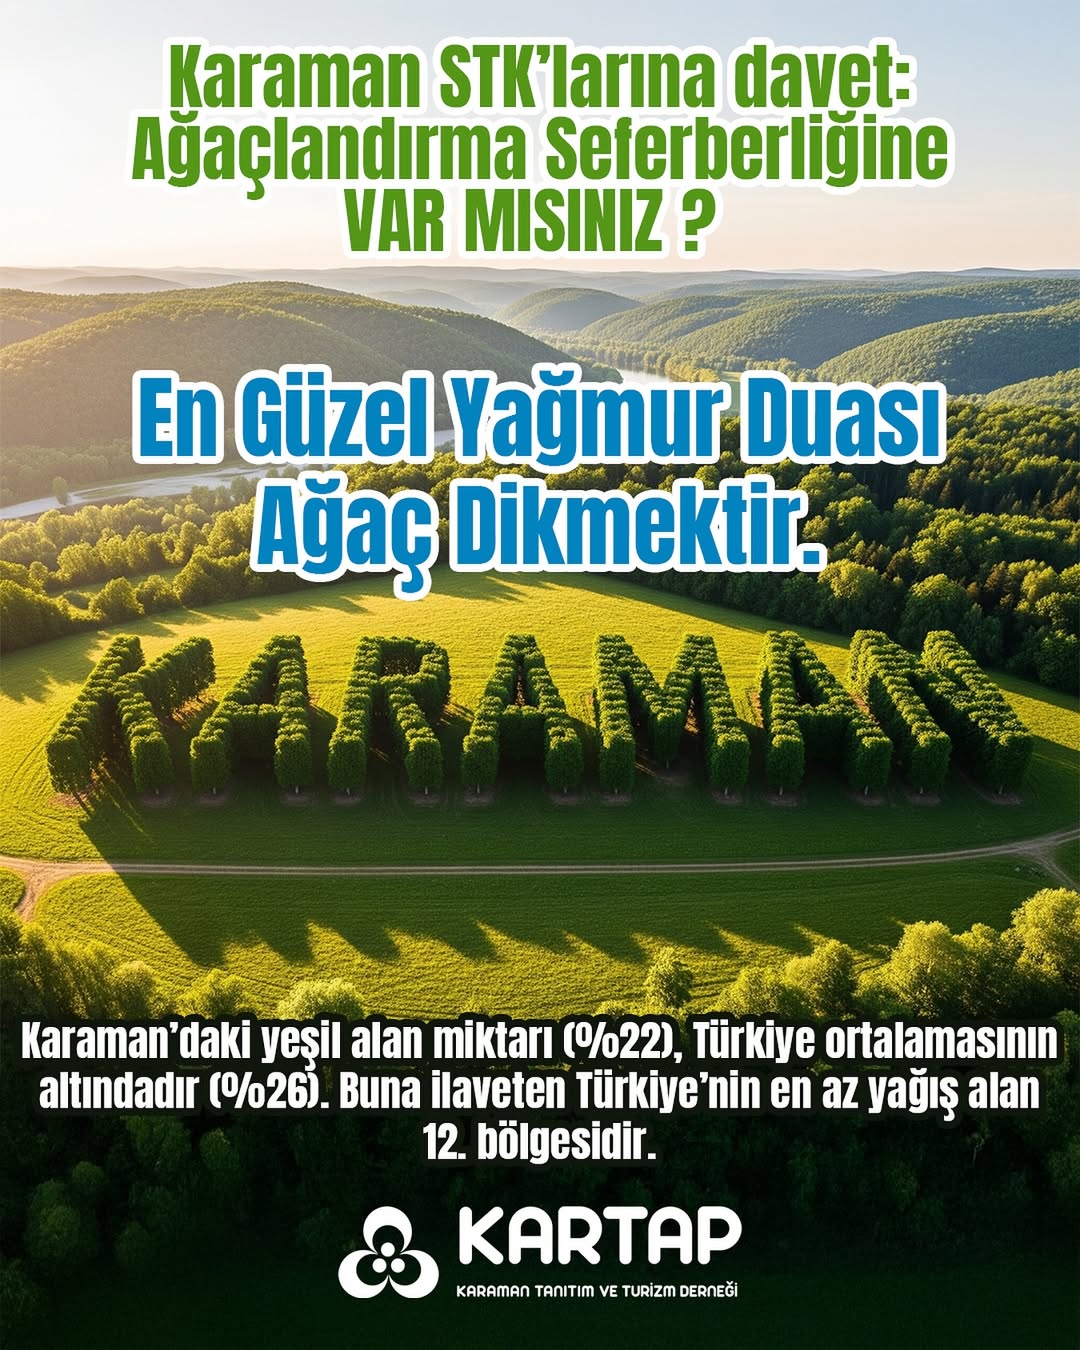 Karaman STK’larına davet:
Ağaçlandırma Seferberliğine
VAR MISINIZ ?
En Güzel Yağmur Duası
Ağaç Dikmektir.
KARAMAN
Karaman’daki yeşil alan miktarı (%22), Türkiye ortalamasının
altındadır (%26). Buna ilaveten Türkiye’nin en az yağış alan
12. bölgesidir.
KARTAP
KARAMAN TANITIM VE TURİZM DERNEĞİ